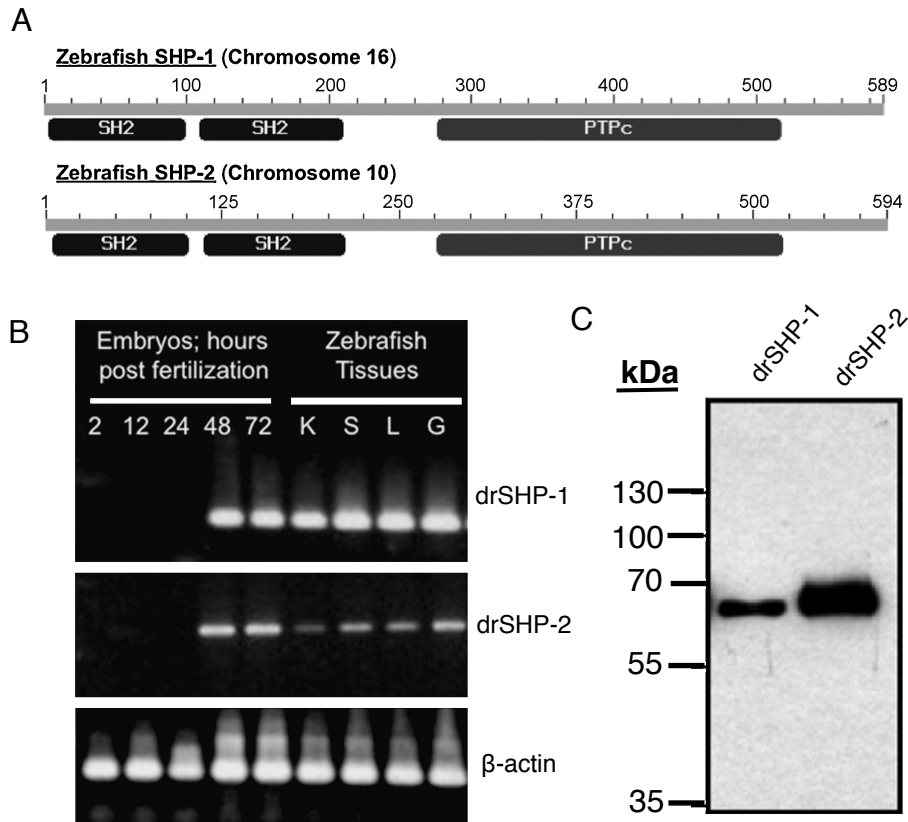 A
Zebrafish SHP-1 (Chromosome 16)
1 100 200 300 400 500 589
SH2 SH2 PTPc
Zebrafish SHP-2 (Chromosome 10)
1 125 250 375 500 594
SH2 SH2 PTPc
B
Embryos; hours post fertilization
Zebrafish Tissues
2 12 24 48 72 K S L G
drSHP-1
drSHP-2
β-actin
C
drSHP-1
drSHP-2
kDa
130
100
70
55
35